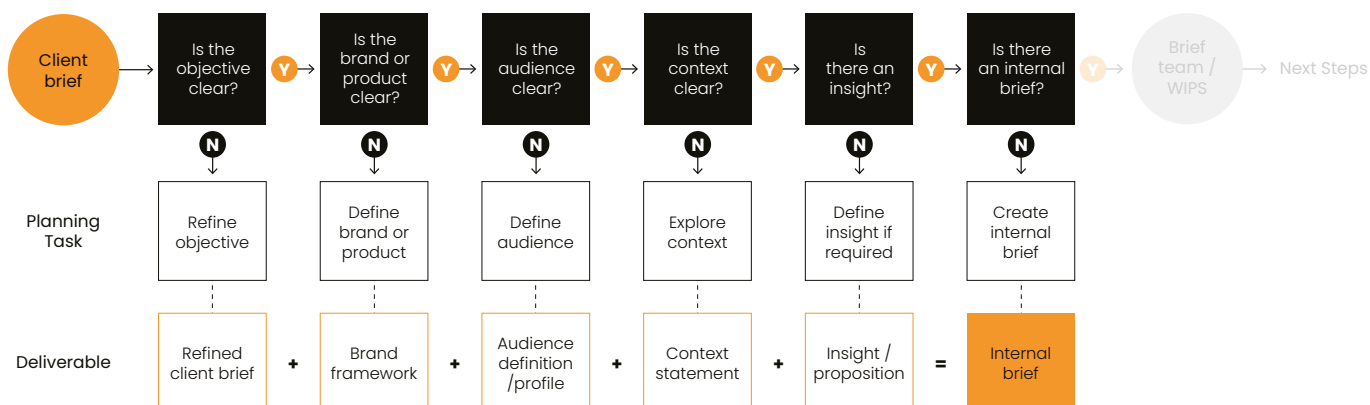 Client
brief
Is the
objective
clear?
Y
Is the
brand or
product
clear?
Y
Is the
audience
clear?
Y
Is the
context
clear?
Y
Is
there an
insight?
Y
Is there
an internal
brief?
Y
Brief
team /
WIPS
Next Steps
N
N
N
N
N
N
Planning
Task
Refine
objective
Define
brand or
product
Define
audience
Explore
context
Define
insight if
required
Create
internal
brief
Deliverable
Refined
client brief
+
Brand
framework
+
Audience
definition
/profile
+
Context
statement
+
Insight /
proposition
=
Internal
brief